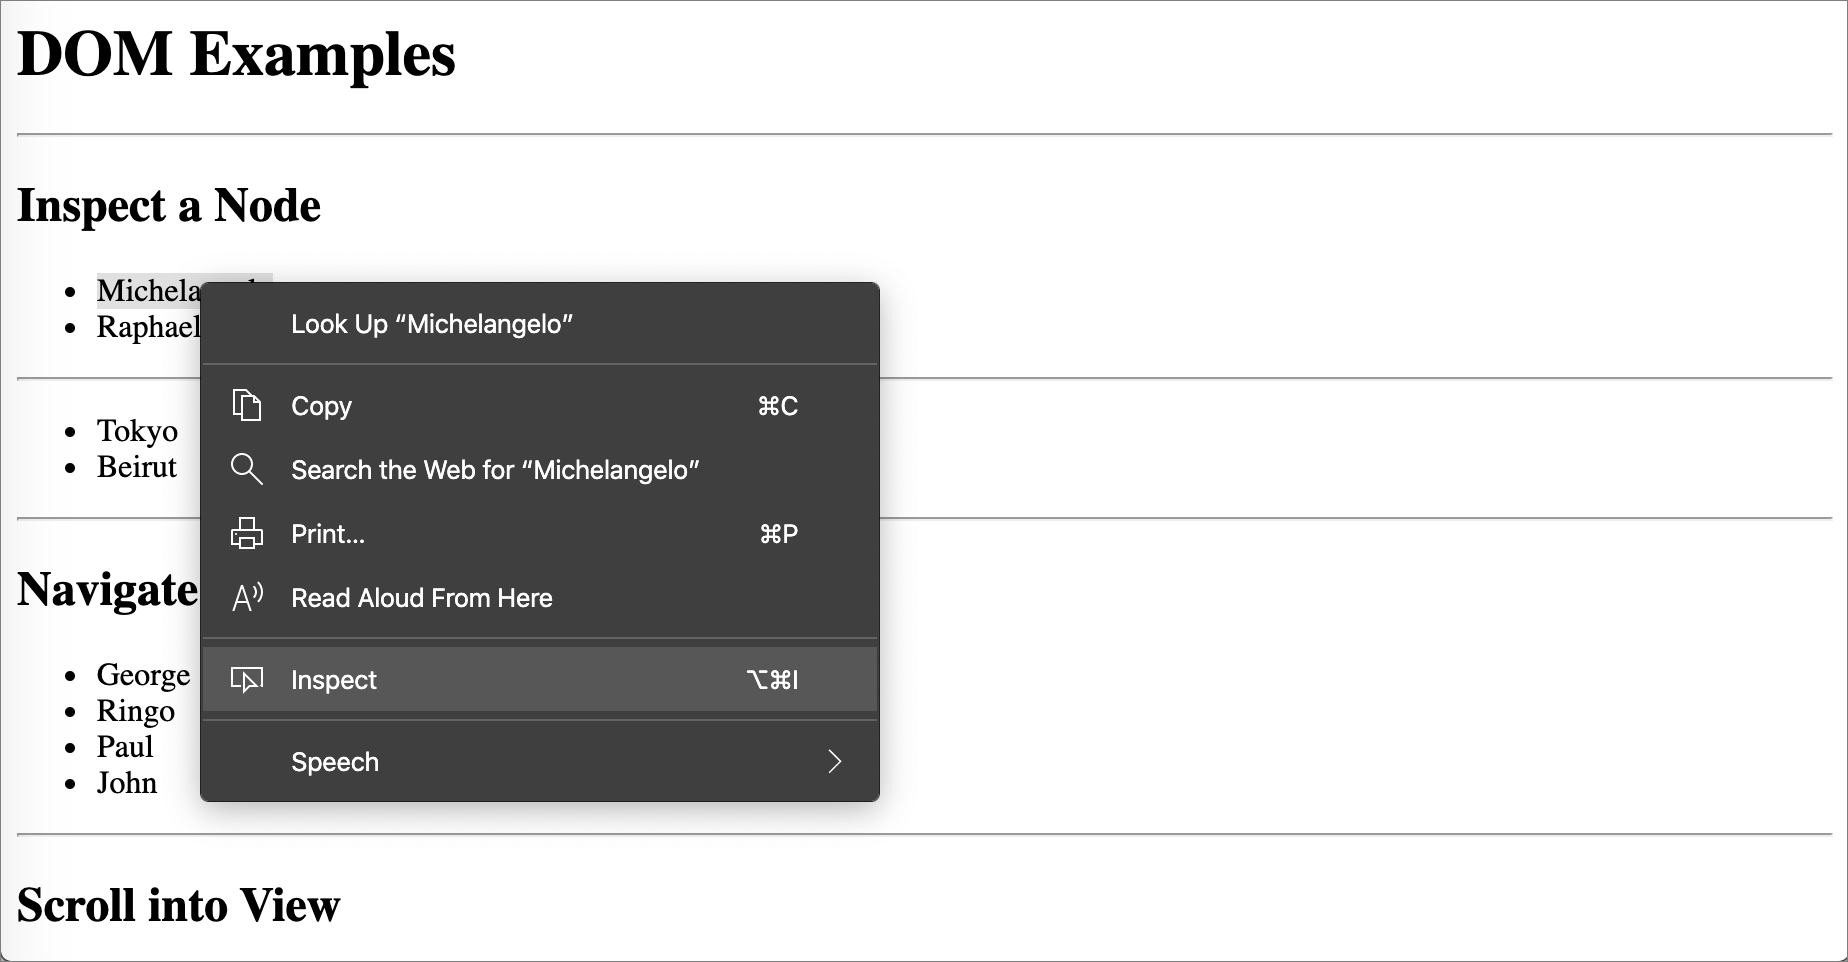 DOM Examples
Inspect a Node
• Michela
• Raphael
Look Up “Michelangelo”
Copy ⌘C
• Tokyo
• Beirut
Search the Web for “Michelangelo”
Print... ⌘P
Navigate
Read Aloud From Here
• George
Inspect ⌥⌘I
• Ringo
• Paul
• John
Speech
Scroll into View